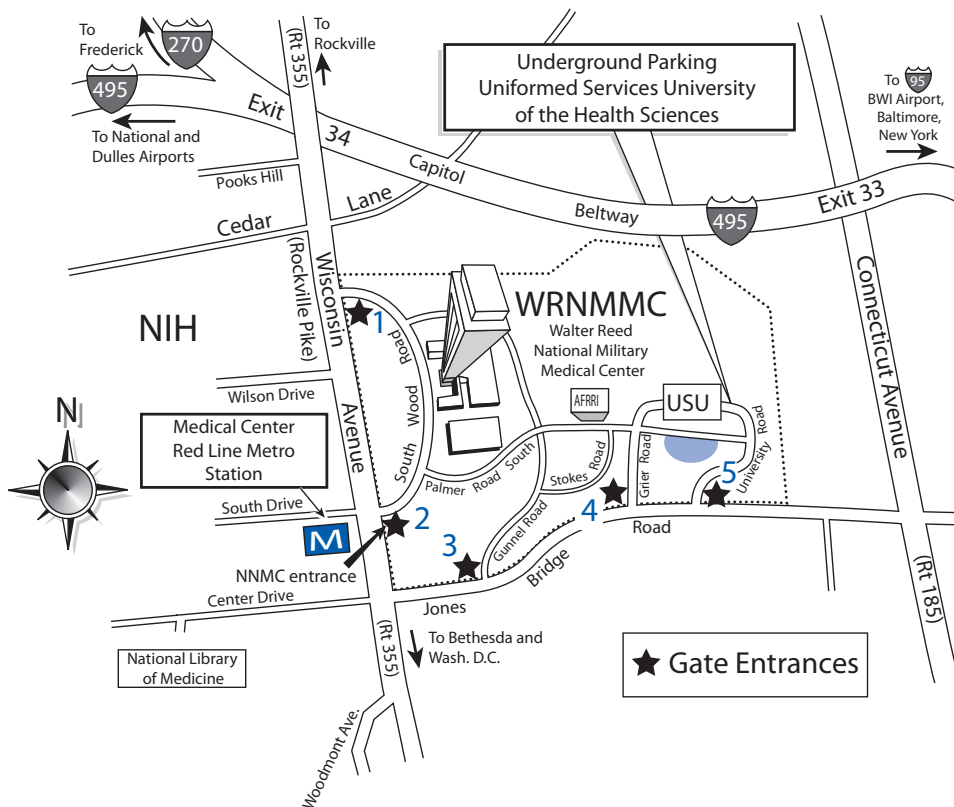 To
Frederick
270
495
To National and
Dulles Airports
(Rt 355)
To
Rockville
Exit
34
Capitol
Beltway
495
Exit 33
Underground Parking
Uniformed Services University
of the Health Sciences
To 95
BWI Airport,
Baltimore,
New York
Pooks Hill
Cedar
Lane
(Rockville Pike)
Wisconsin
Avenue
Connecticut Avenue
(Rt 185)
NIH
1
WRNMMC
Walter Reed
National Military
Medical Center
AFRRI
USU
South Wood Road
Wilson Drive
N
Medical Center
Red Line Metro
Station
South Drive
M
NNMC entrance
2
3
4
5
Palmer Road South
Stokes Road
Gunnel Road
Grier Road
University Road
Jones
Bridge
Road
Center Drive
National Library
of Medicine
(Rt 355)
To Bethesda and
Wash. D.C.
Woodmont Ave.
Gate Entrances